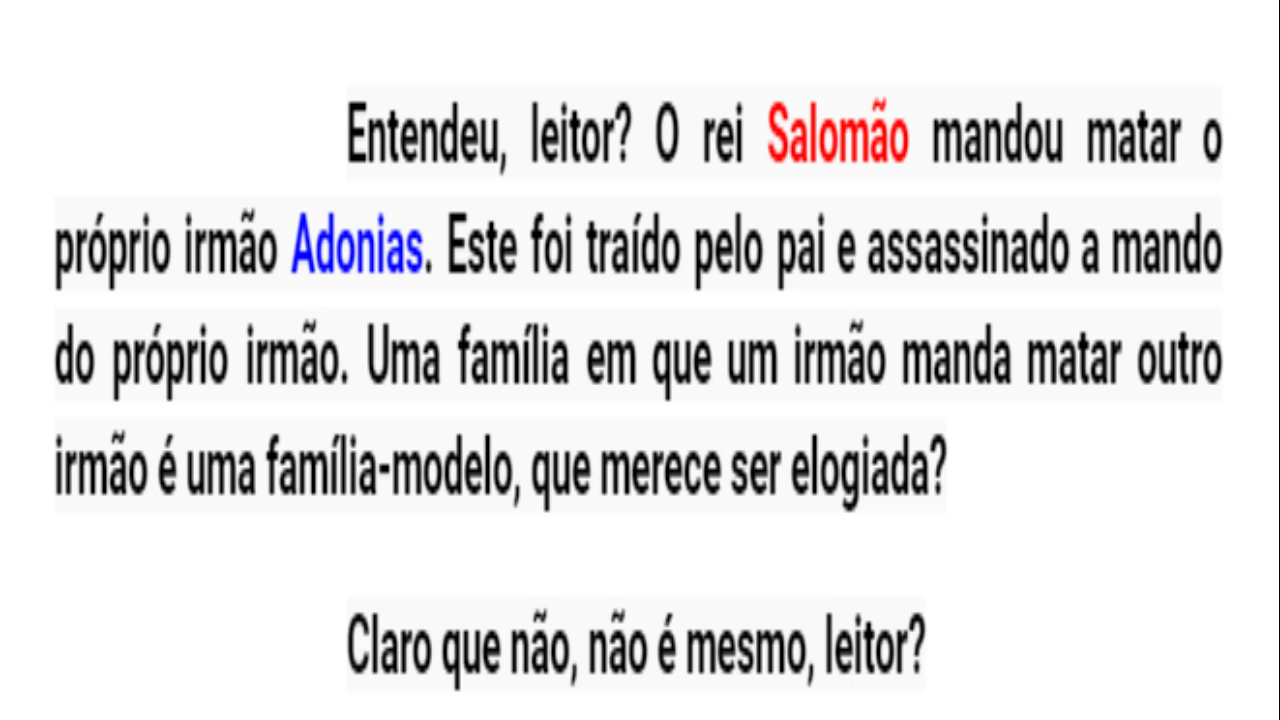 Entendeu, leitor? O rei Salomão mandou matar o
próprio irmão Adonias. Este foi traído pelo pai e assassinado a mando
do próprio irmão. Uma família em que um irmão manda matar outro
irmão é uma família-modelo, que merece ser elogiada?
Claro que não, não é mesmo, leitor?